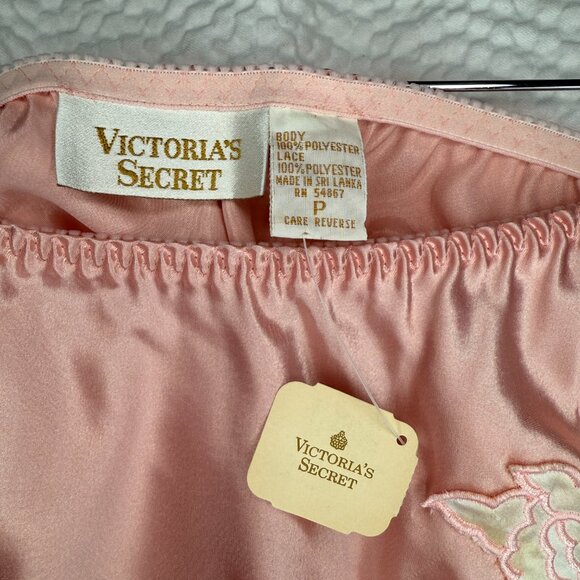 VICTORIA'S
SECRET
BODY
100% POLYESTER
LACE
100% POLYESTER
MADE IN SRI LANKA
RN 54867
P
CARE REVERSE
VICTORIA'S
SECRET